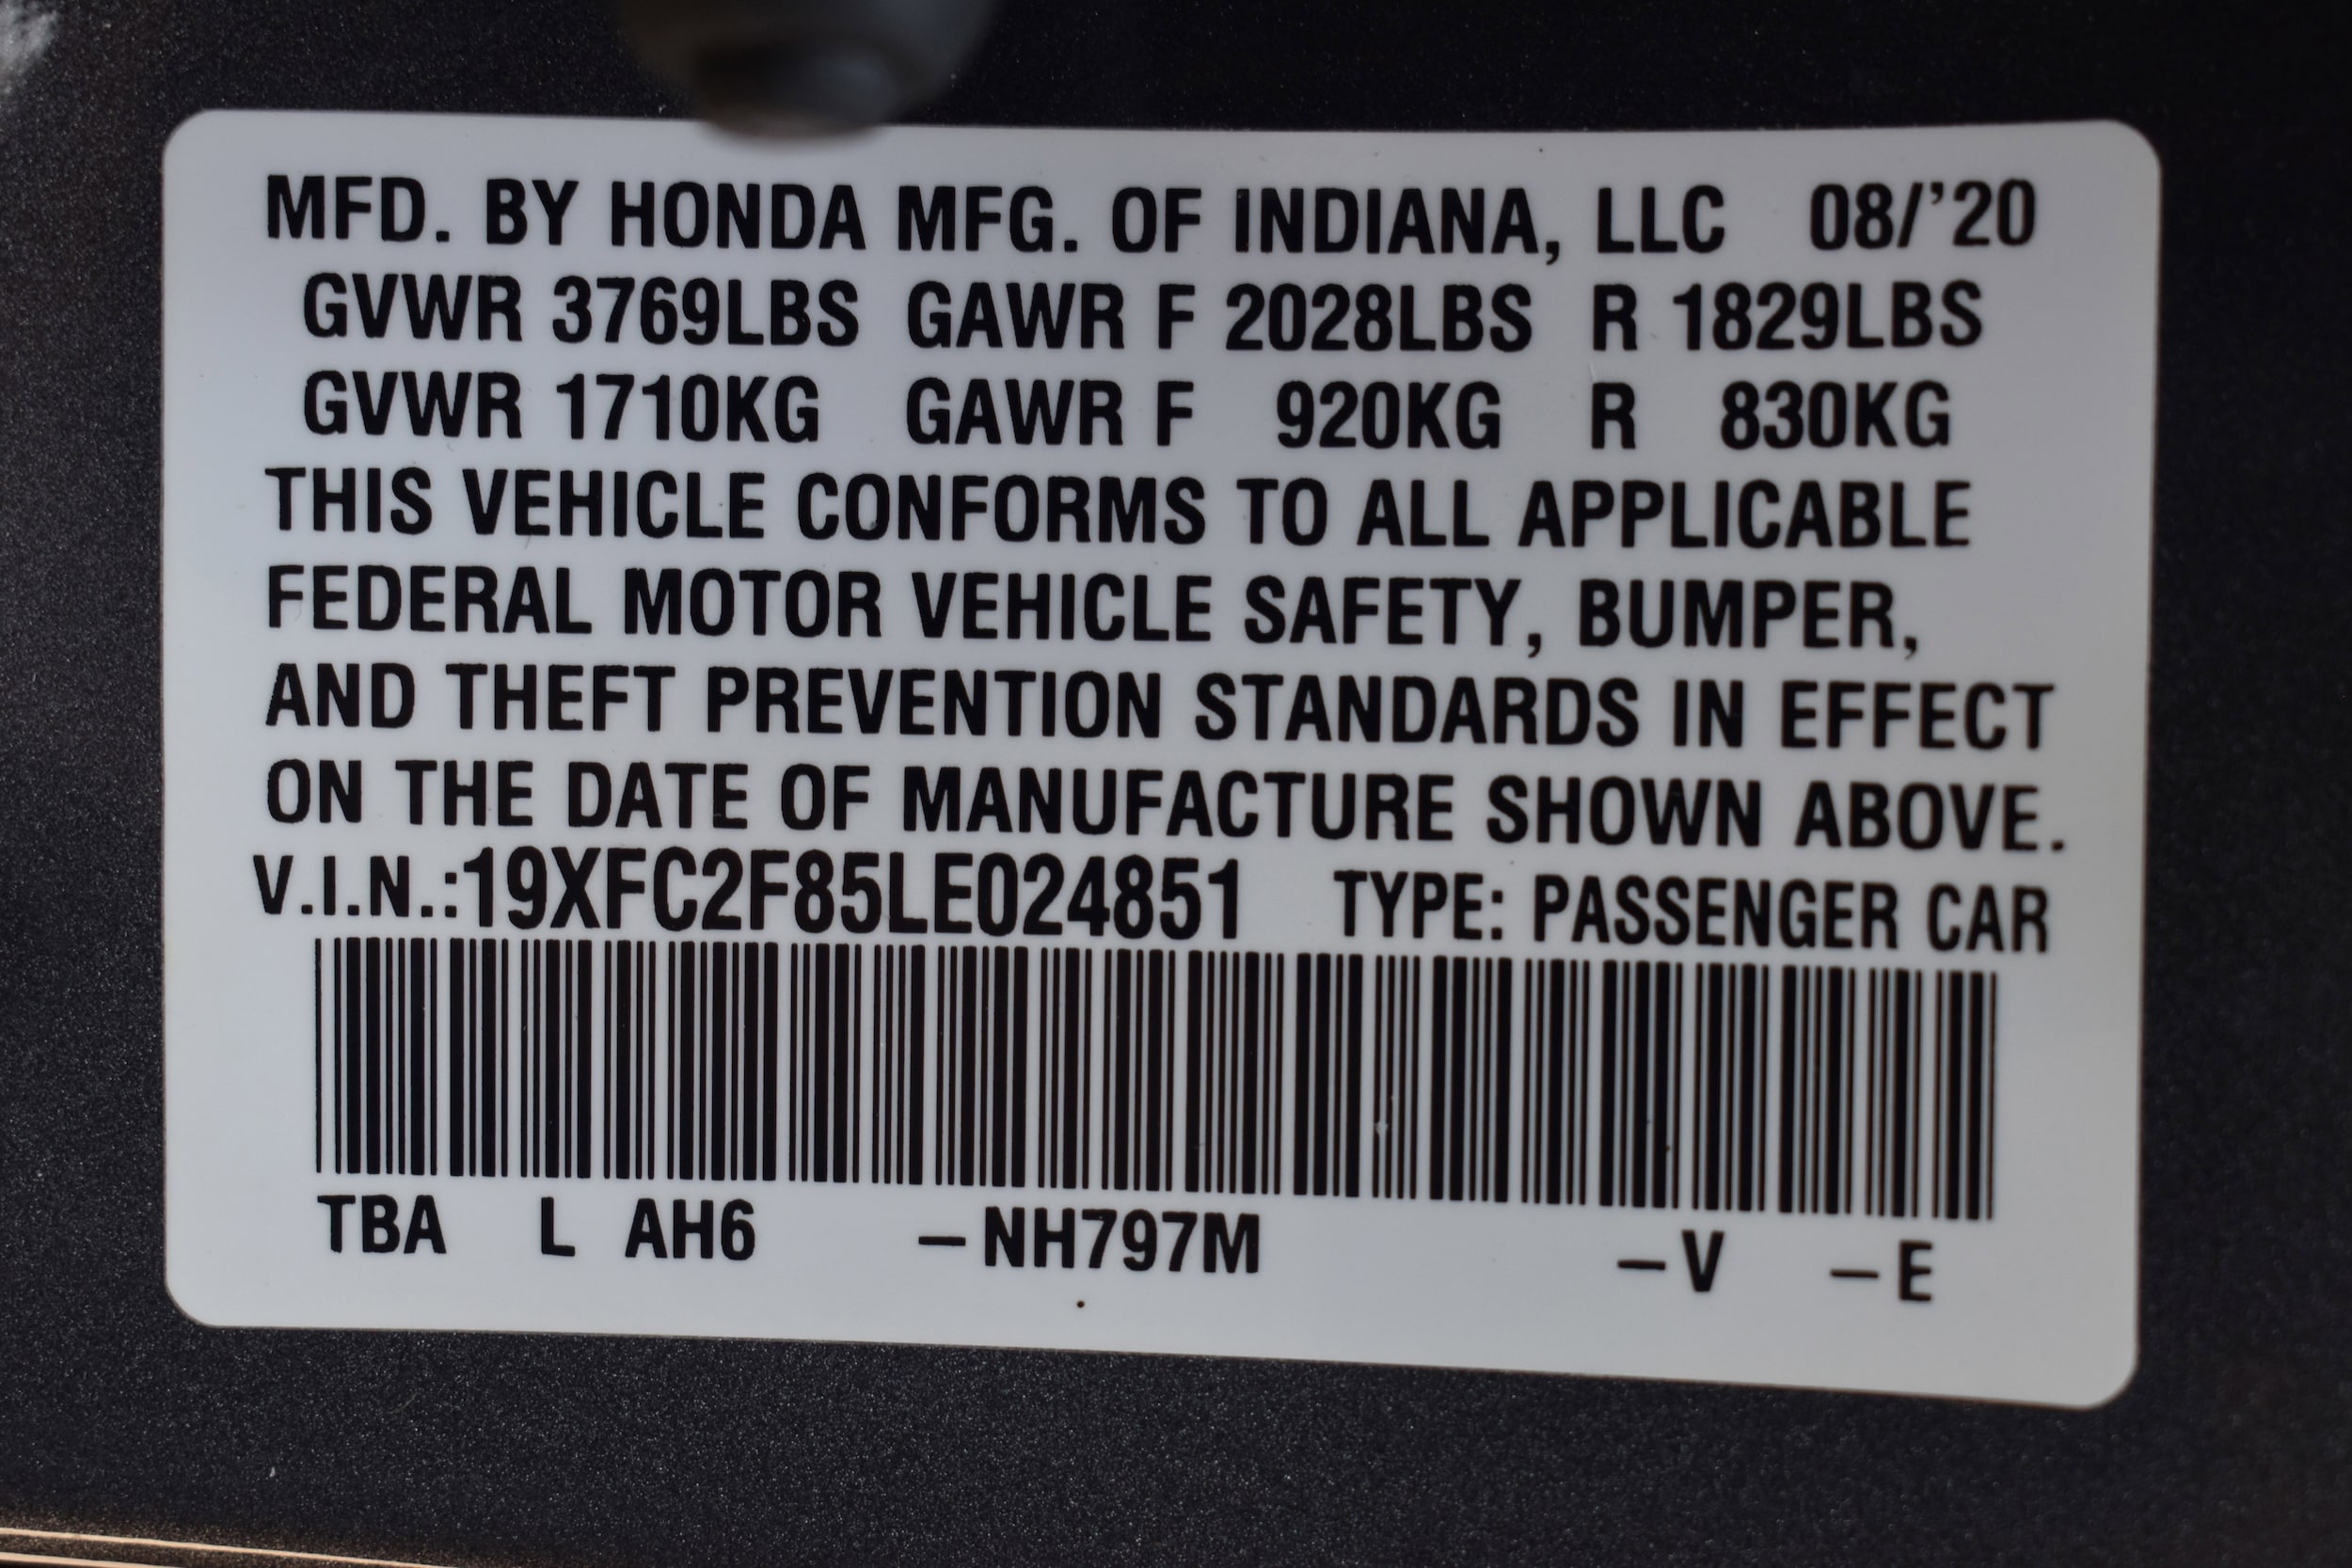 MFD. BY HONDA MFG. OF INDIANA, LLC 08/'20
GVWR 3769LBS GAWR F 2028LBS R 1829LBS
GVWR 1710KG GAWR F 920KG R 830KG
THIS VEHICLE CONFORMS TO ALL APPLICABLE
FEDERAL MOTOR VEHICLE SAFETY, BUMPER,
AND THEFT PREVENTION STANDARDS IN EFFECT
ON THE DATE OF MANUFACTURE SHOWN ABOVE.
V.I.N.:19XFC2F85LE024851 TYPE: PASSENGER CAR
TBA L AH6 –NH797M –V –E